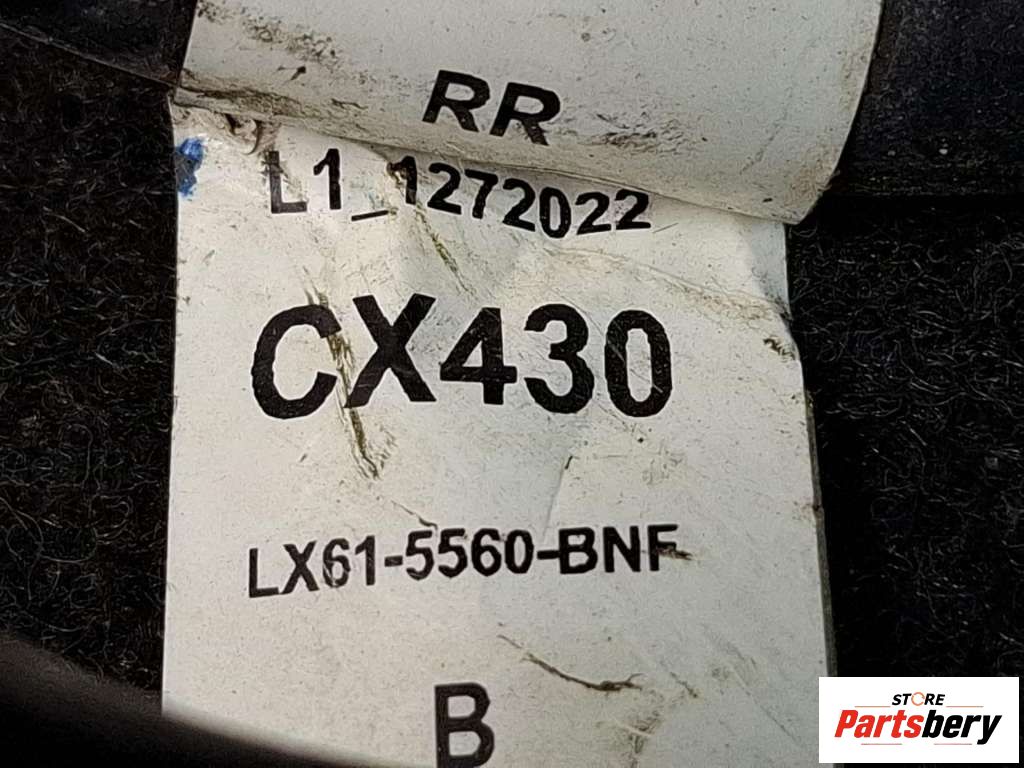 RR
L1_1272022
CX430
LX61-5560-BNF
B
STORE
Partsbery